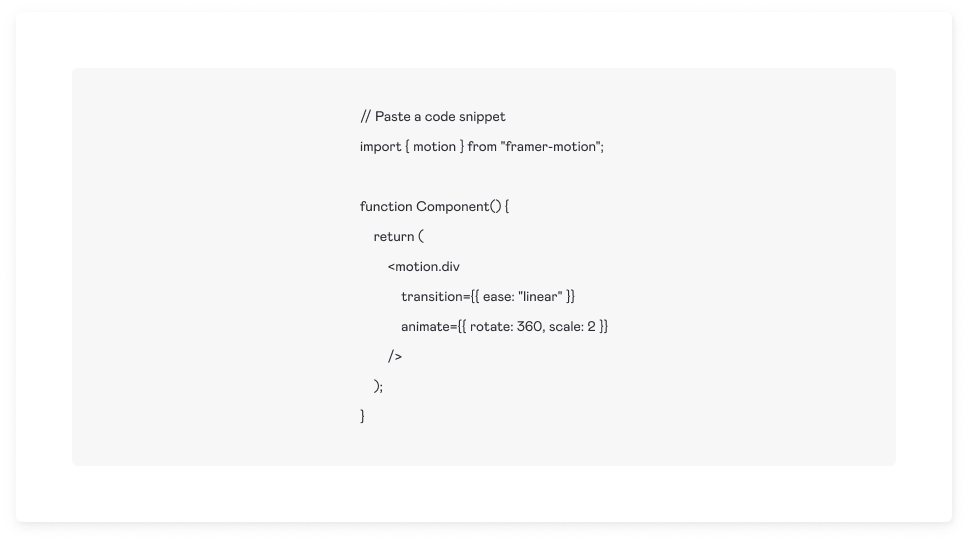 // Paste a code snippet
import { motion } from "framer-motion";
function Component() {
return (
<motion.div
transition={{ ease: "linear" }}
animate={{ rotate: 360, scale: 2 }}
/>
);
}